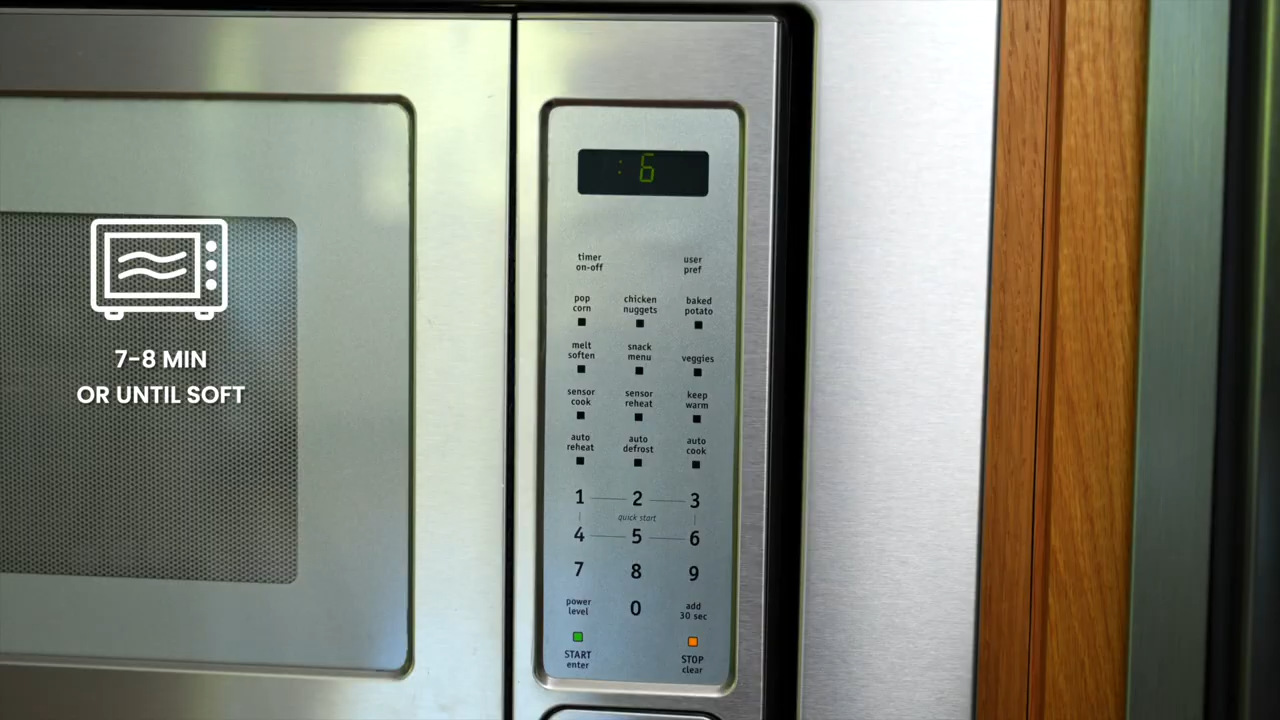 7-8 MIN
OR UNTIL SOFT
: 6
timer
on-off
user
pref
pop
corn
chicken
nuggets
baked
potato
melt
soften
snack
menu
veggies
sensor
cook
sensor
reheat
keep
warm
auto
reheat
auto
defrost
auto
cook
1 2 3
quick start
4 5 6
7 8 9
power
level
0
add
30 sec
START
enter
STOP
clear